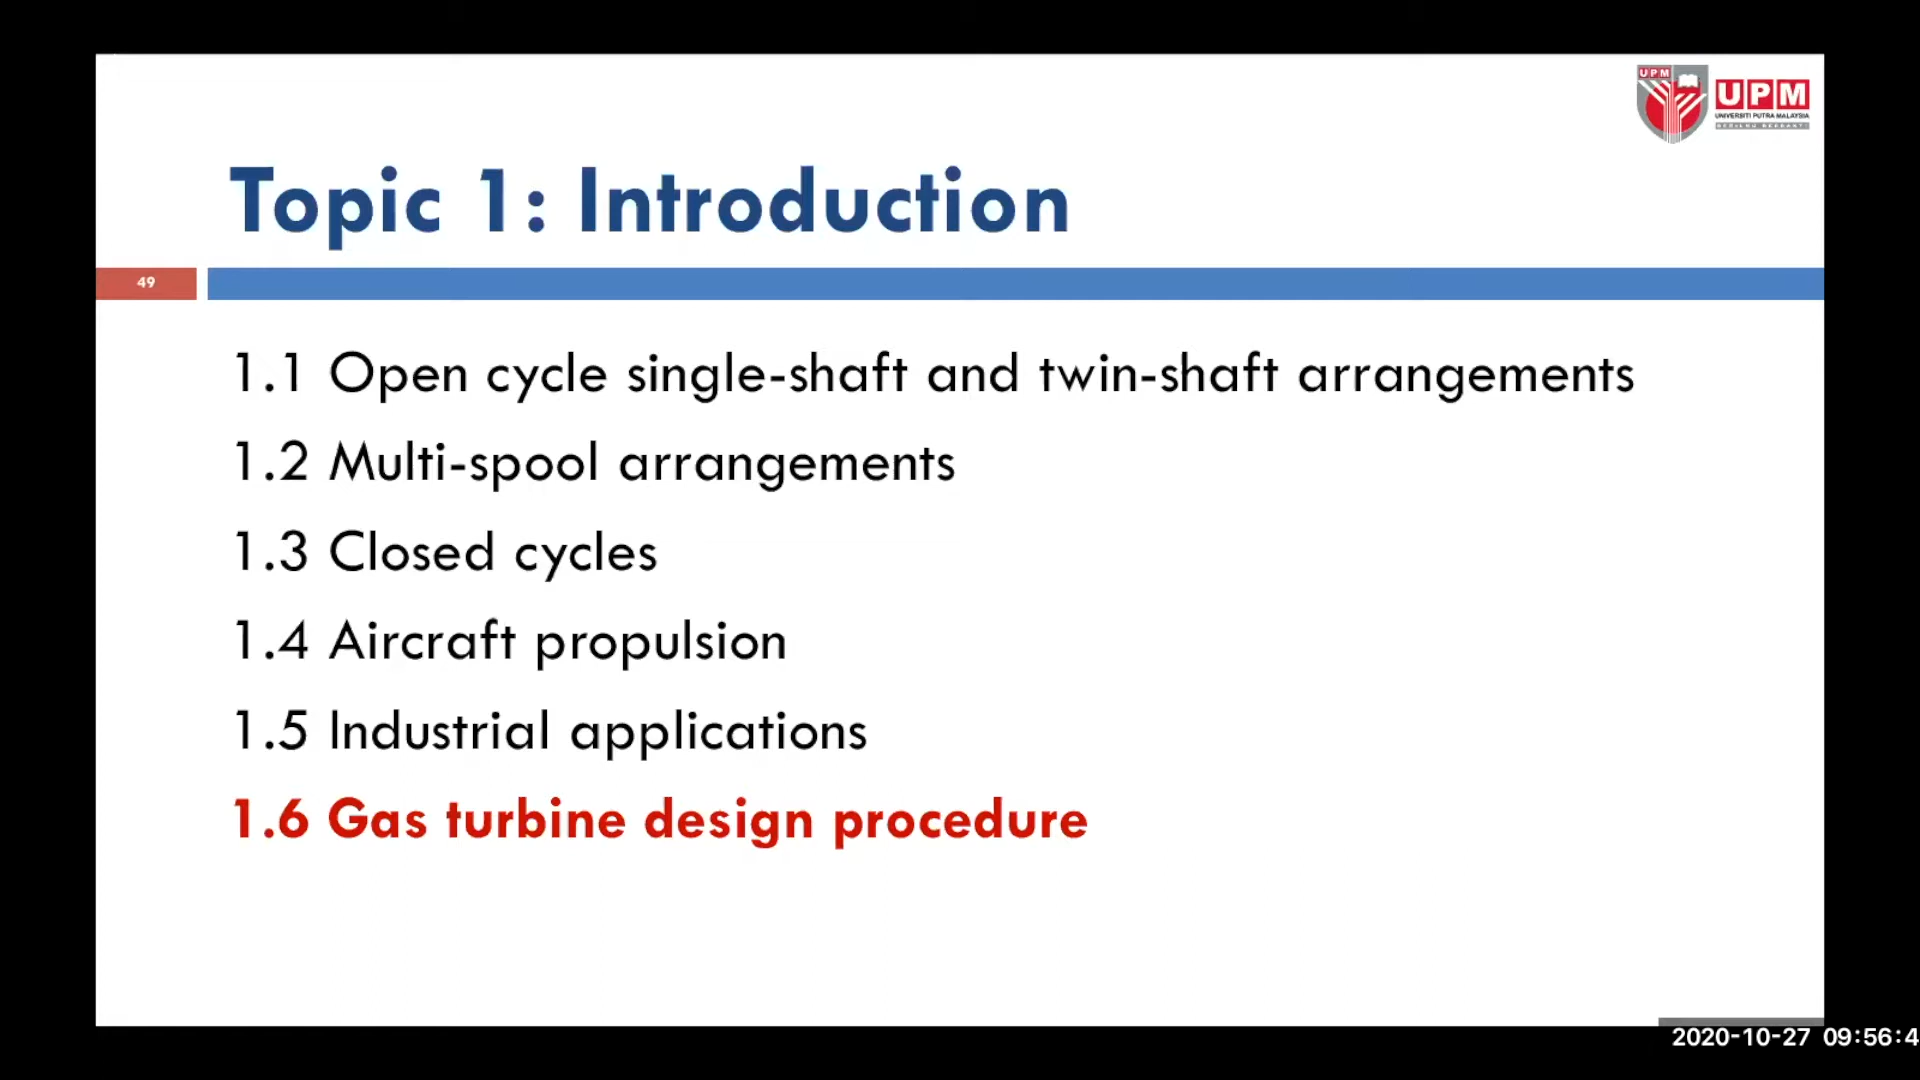 UPM
UPM
UNIVERSITI PUTRA MALAYSIA
BERILMU BERBAKTI
Topic 1: Introduction
49
1.1 Open cycle single-shaft and twin-shaft arrangements
1.2 Multi-spool arrangements
1.3 Closed cycles
1.4 Aircraft propulsion
1.5 Industrial applications
1.6 Gas turbine design procedure
2020-10-27 09:56:4